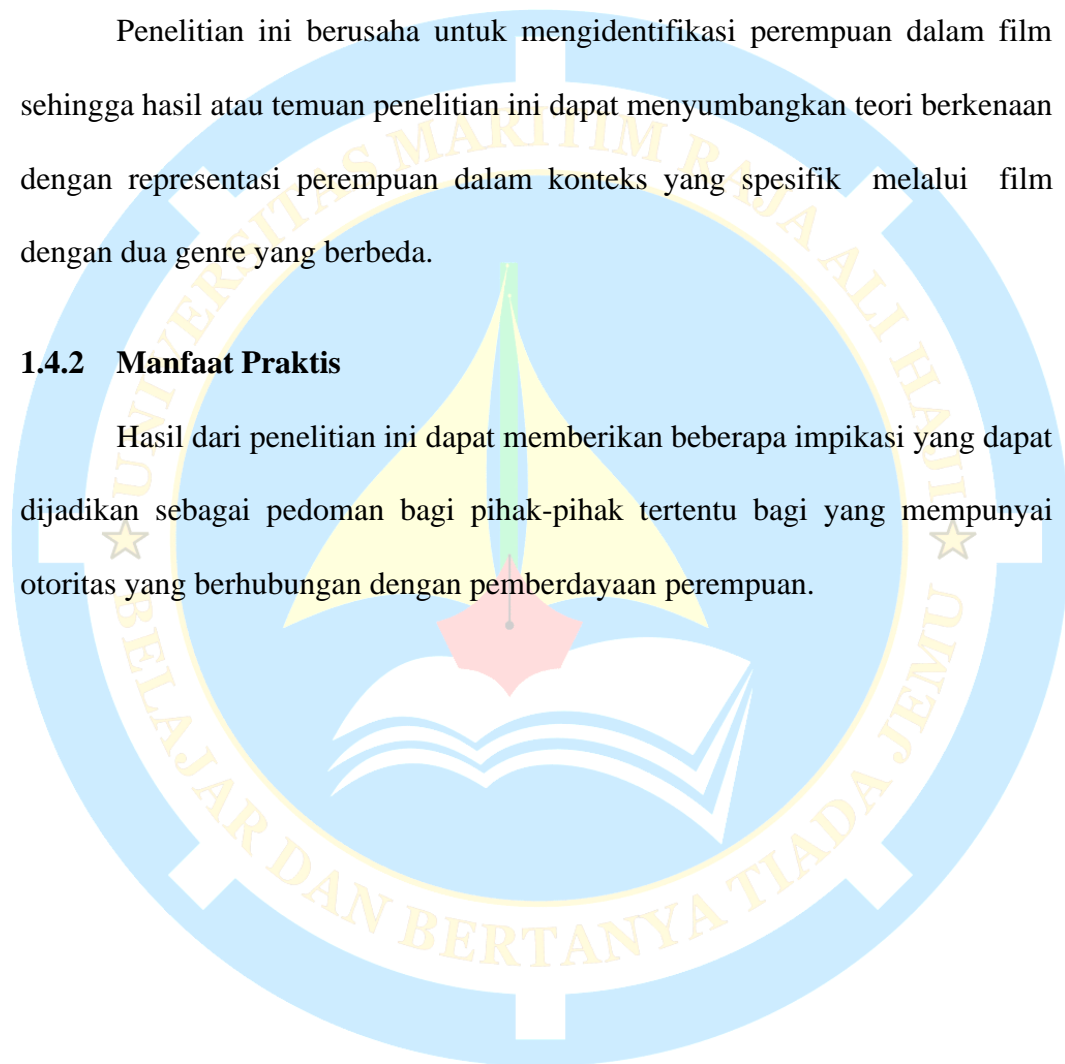 Penelitian ini berusaha untuk mengidentifikasi perempuan dalam film
sehingga hasil atau temuan penelitian ini dapat menyumbangkan teori berkenaan
dengan representasi perempuan dalam konteks yang spesifik melalui film
dengan dua genre yang berbeda.
1.4.2 Manfaat Praktis
Hasil dari penelitian ini dapat memberikan beberapa impikasi yang dapat
dijadikan sebagai pedoman bagi pihak-pihak tertentu bagi yang mempunyai
otoritas yang berhubungan dengan pemberdayaan perempuan.
UNIVERSITAS MARITIM RAJA ALI HAJI
BELAJAR DAN BERTANYA TIADA JEMU